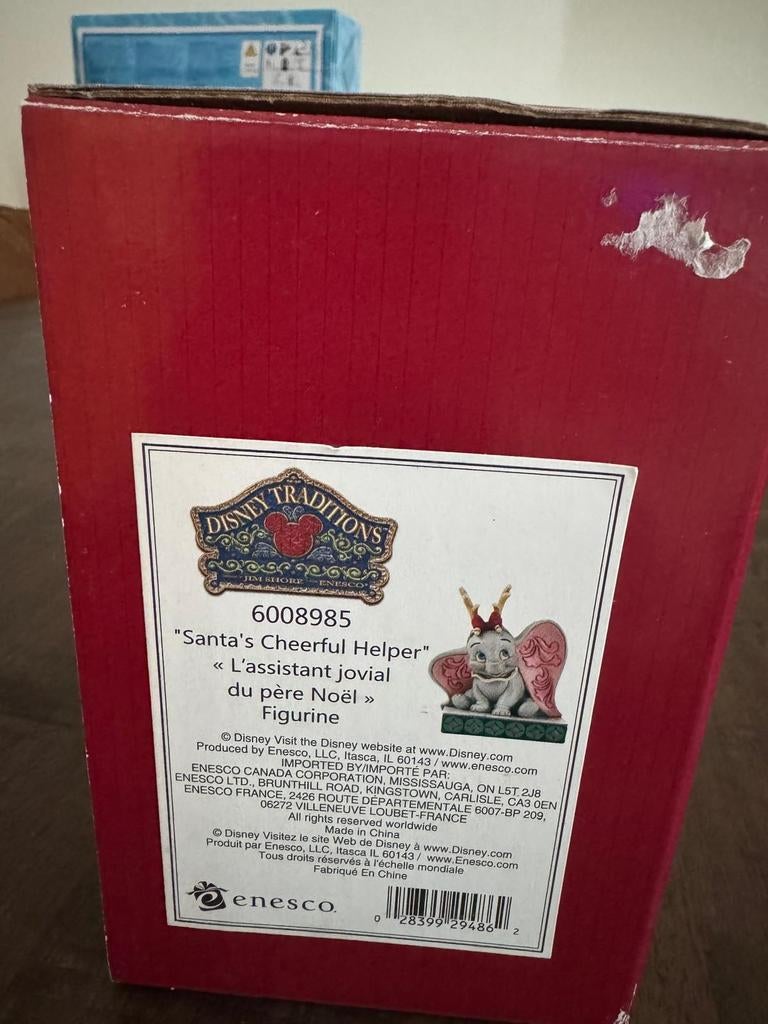 DISNEY TRADITIONS
JIM SHORE ENESCO
6008985
"Santa's Cheerful Helper"
« L'assistant jovial
du père Noël »
Figurine
© Disney Visit the Disney website at www.Disney.com
Produced by Enesco, LLC, Itasca, IL 60143 / www.enesco.com
IMPORTED BY/IMPORTÉ PAR:
ENESCO CANADA CORPORATION, MISSISSAUGA, ON L5T 2J8
ENESCO LTD., BRUNTHILL ROAD, KINGSTOWN, CARLISLE, CA3 0EN
ENESCO FRANCE, 2426 ROUTE DÉPARTEMENTALE 6007-BP 209,
06272 VILLENEUVE LOUBET-FRANCE
All rights reserved worldwide
Made in China
© Disney Visitez le site Web de Disney à www.Disney.com
Produit par Enesco, LLC, Itasca IL 60143 / www.Enesco.com
Tous droits réservés à l'échelle mondiale
Fabriqué En Chine
enesco.
0 28399 29486 2